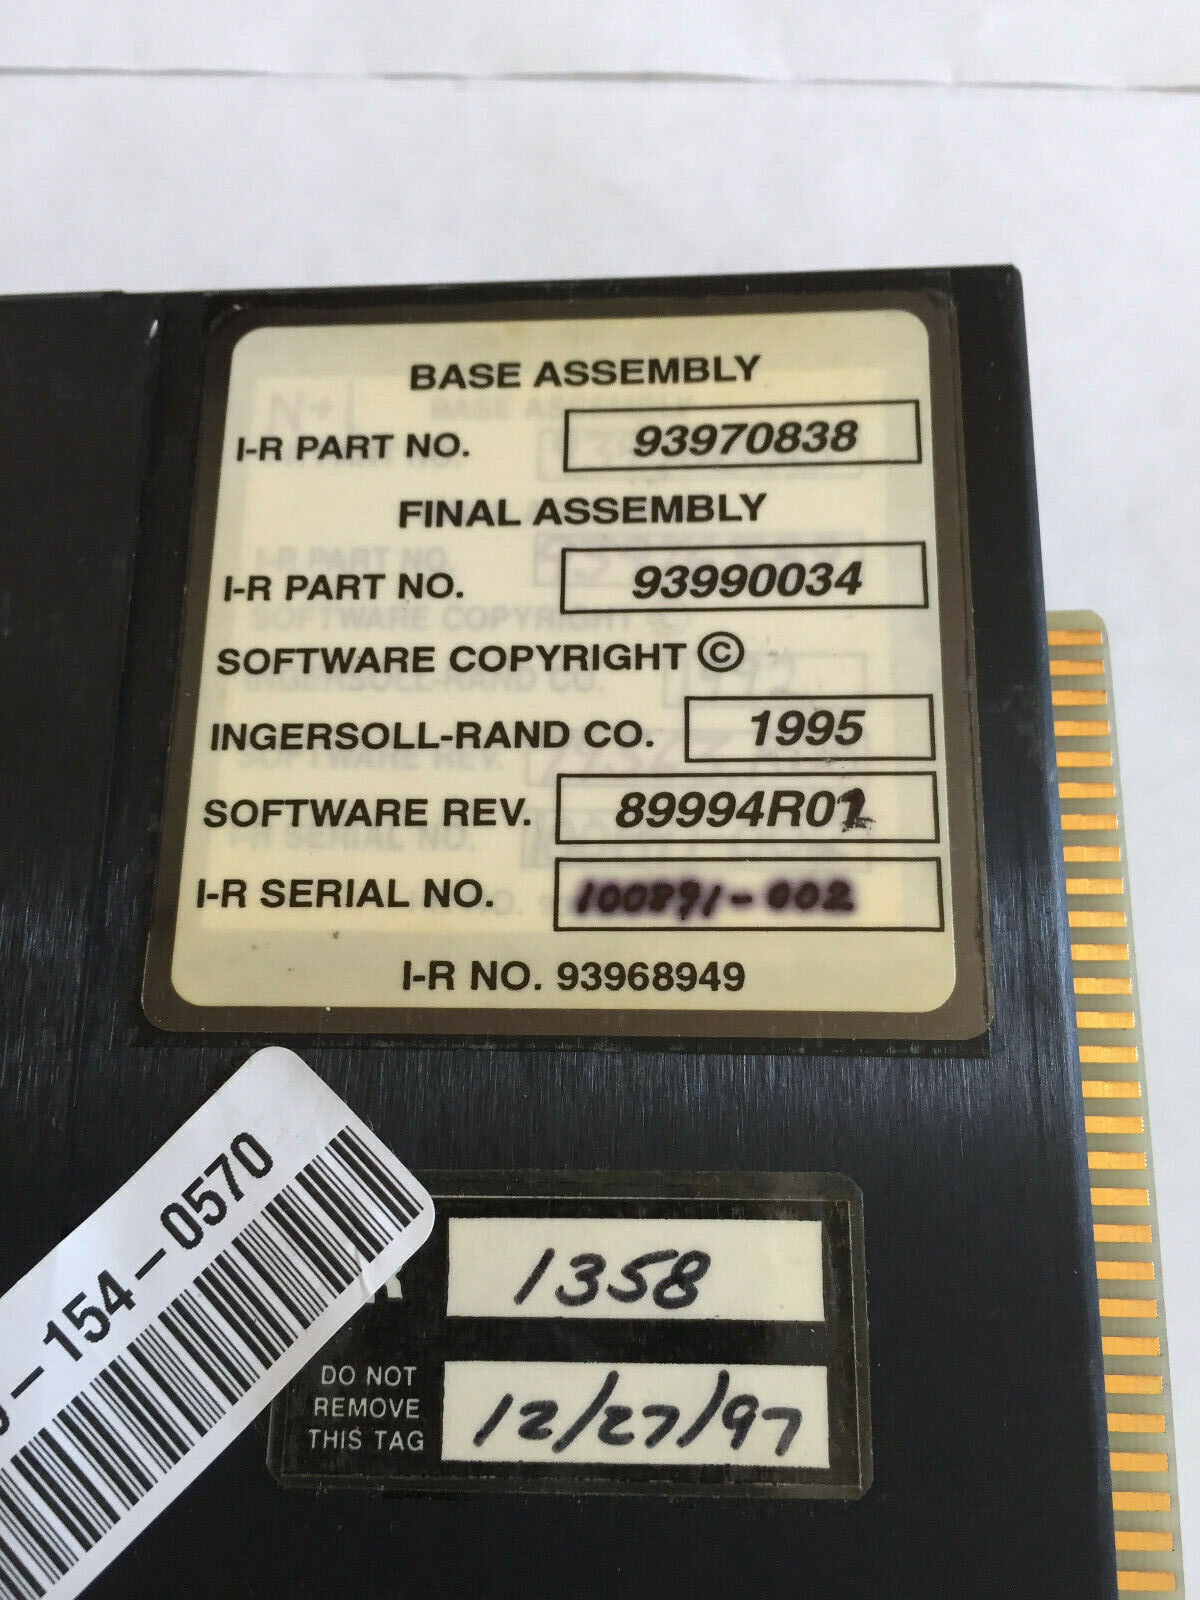 BASE ASSEMBLY
I-R PART NO. 93970838
FINAL ASSEMBLY
I-R PART NO. 93990034
SOFTWARE COPYRIGHT ©
INGERSOLL-RAND CO. 1995
SOFTWARE REV. 89994R02
I-R SERIAL NO. 100891-002
I-R NO. 93968949
-154-0570
1358
DO NOT
REMOVE
THIS TAG
12/27/97